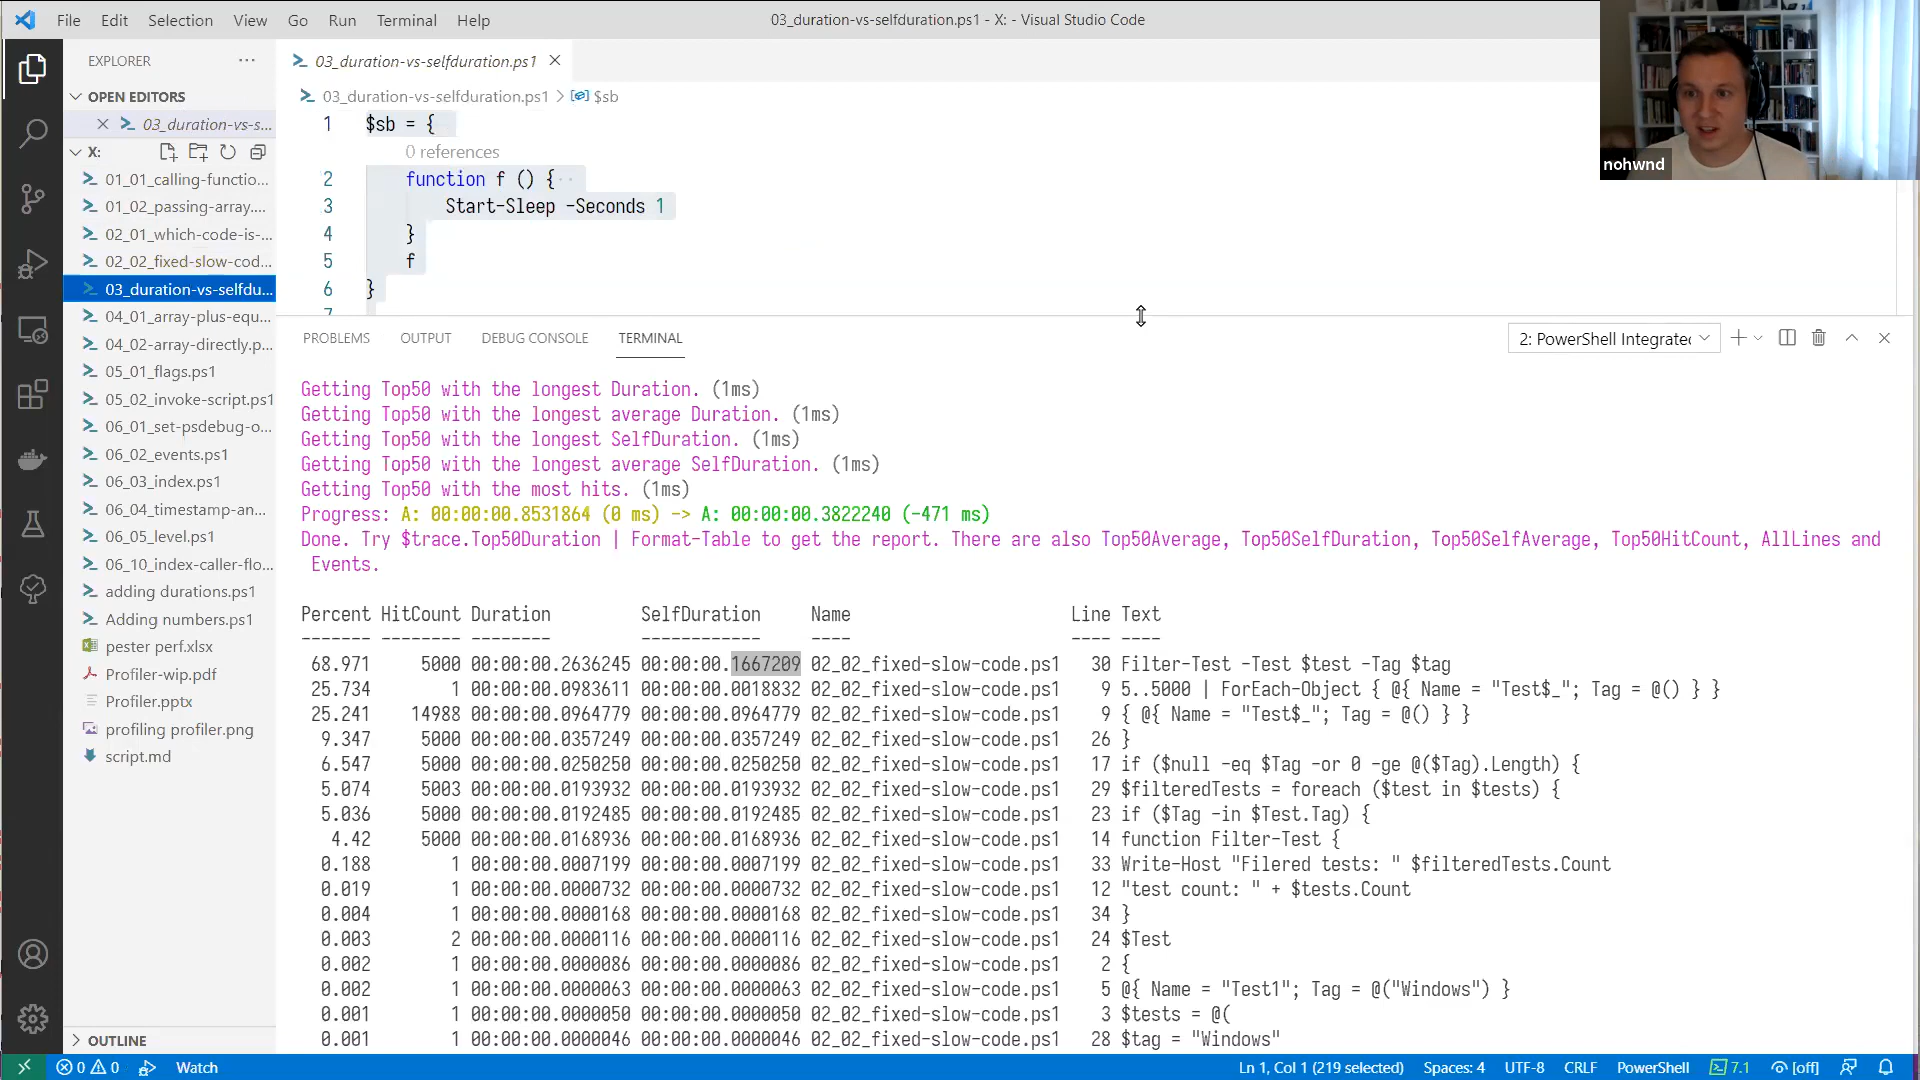 File Edit Selection View Go Run Terminal Help
03_duration-vs-selfduration.ps1 - X: - Visual Studio Code
nohwnd
EXPLORER
OPEN EDITORS
03_duration-vs-s...
X:
01_01_calling-functio...
01_02_passing-array....
02_01_which-code-is-...
02_02_fixed-slow-cod...
03_duration-vs-selfdu...
04_01_array-plus-equ...
04_02-array-directly.p...
05_01_flags.ps1
05_02_invoke-script.ps1
06_01_set-psdebug-o...
06_02_events.ps1
06_03_index.ps1
06_04_timestamp-an...
06_05_level.ps1
06_10_index-caller-flo...
adding durations.ps1
Adding numbers.ps1
pester perf.xlsx
Profiler-wip.pdf
Profiler.pptx
profiling profiler.png
script.md
OUTLINE
03_duration-vs-selfduration.ps1
03_duration-vs-selfduration.ps1 > $sb
1 $sb = {
0 references
2 function f () {
3 Start-Sleep -Seconds 1
4 }
5 f
6 }
7
PROBLEMS OUTPUT DEBUG CONSOLE TERMINAL
2: PowerShell Integrated
Getting Top50 with the longest Duration. (1ms)
Getting Top50 with the longest average Duration. (1ms)
Getting Top50 with the longest SelfDuration. (1ms)
Getting Top50 with the longest average SelfDuration. (1ms)
Getting Top50 with the most hits. (1ms)
Progress: A: 00:00:00.8531864 (0 ms) -> A: 00:00:00.3822240 (-471 ms)
Done. Try $trace.Top50Duration | Format-Table to get the report. There are also Top50Average, Top50SelfDuration, Top50SelfAverage, Top50HitCount, AllLines and
Events.
Percent HitCount Duration SelfDuration Name Line Text
------- -------- -------- ------------ ---- ---- ----
68.971 5000 00:00:00.2636245 00:00:00.1667209 02_02_fixed-slow-code.ps1 30 Filter-Test -Test $test -Tag $tag
25.734 1 00:00:00.0983611 00:00:00.0018832 02_02_fixed-slow-code.ps1 9 5..5000 | ForEach-Object { @{ Name = "Test$_"; Tag = @() } }
25.241 14988 00:00:00.0964779 00:00:00.0964779 02_02_fixed-slow-code.ps1 9 { @{ Name = "Test$_"; Tag = @() } }
9.347 5000 00:00:00.0357249 00:00:00.0357249 02_02_fixed-slow-code.ps1 26 }
6.547 5000 00:00:00.0250250 00:00:00.0250250 02_02_fixed-slow-code.ps1 17 if ($null -eq $Tag -or 0 -ge @($Tag).Length) {
5.074 5003 00:00:00.0193932 00:00:00.0193932 02_02_fixed-slow-code.ps1 29 $filteredTests = foreach ($test in $tests) {
5.036 5000 00:00:00.0192485 00:00:00.0192485 02_02_fixed-slow-code.ps1 23 if ($Tag -in $Test.Tag) {
4.42 5000 00:00:00.0168936 00:00:00.0168936 02_02_fixed-slow-code.ps1 14 function Filter-Test {
0.188 1 00:00:00.0007199 00:00:00.0007199 02_02_fixed-slow-code.ps1 33 Write-Host "Filered tests: " $filteredTests.Count
0.019 1 00:00:00.0000732 00:00:00.0000732 02_02_fixed-slow-code.ps1 12 "test count: " + $tests.Count
0.004 1 00:00:00.0000168 00:00:00.0000168 02_02_fixed-slow-code.ps1 34 }
0.003 2 00:00:00.0000116 00:00:00.0000116 02_02_fixed-slow-code.ps1 24 $Test
0.002 1 00:00:00.0000086 00:00:00.0000086 02_02_fixed-slow-code.ps1 2 {
0.002 1 00:00:00.0000063 00:00:00.0000063 02_02_fixed-slow-code.ps1 5 @{ Name = "Test1"; Tag = @("Windows") }
0.001 1 00:00:00.0000050 00:00:00.0000050 02_02_fixed-slow-code.ps1 3 $tests = @(
0.001 1 00:00:00.0000046 00:00:00.0000046 02_02_fixed-slow-code.ps1 28 $tag = "Windows"
0 0 Watch
Ln 1, Col 1 (219 selected) Spaces: 4 UTF-8 CRLF PowerShell 7.1 [off]